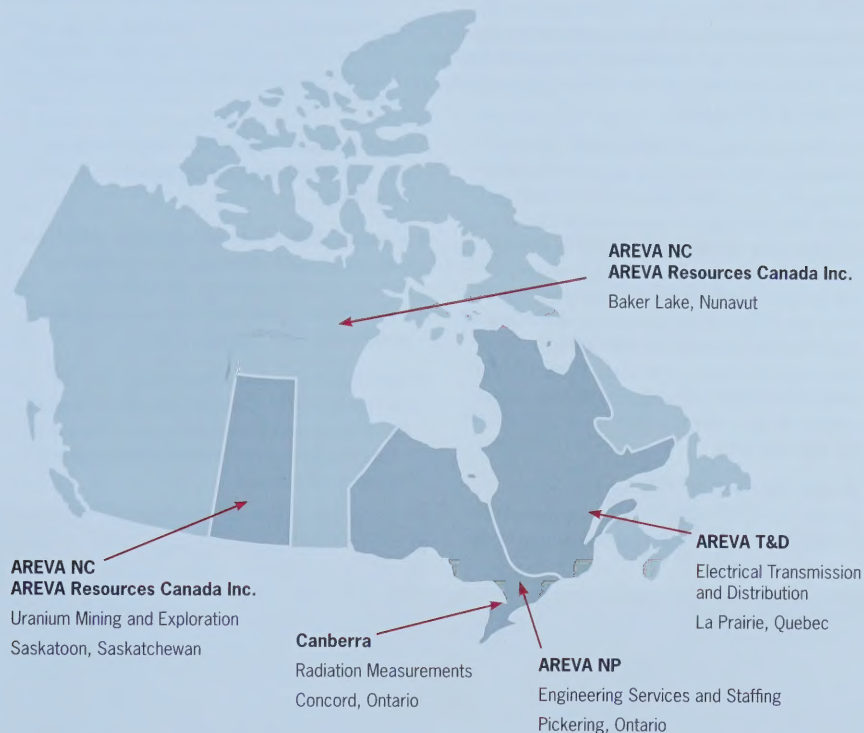 AREVA NC
AREVA Resources Canada Inc.
Baker Lake, Nunavut
AREVA NC
AREVA Resources Canada Inc.
Uranium Mining and Exploration
Saskatoon, Saskatchewan
Canberra
Radiation Measurements
Concord, Ontario
AREVA NP
Engineering Services and Staffing
Pickering, Ontario
AREVA T&D
Electrical Transmission
and Distribution
La Prairie, Quebec